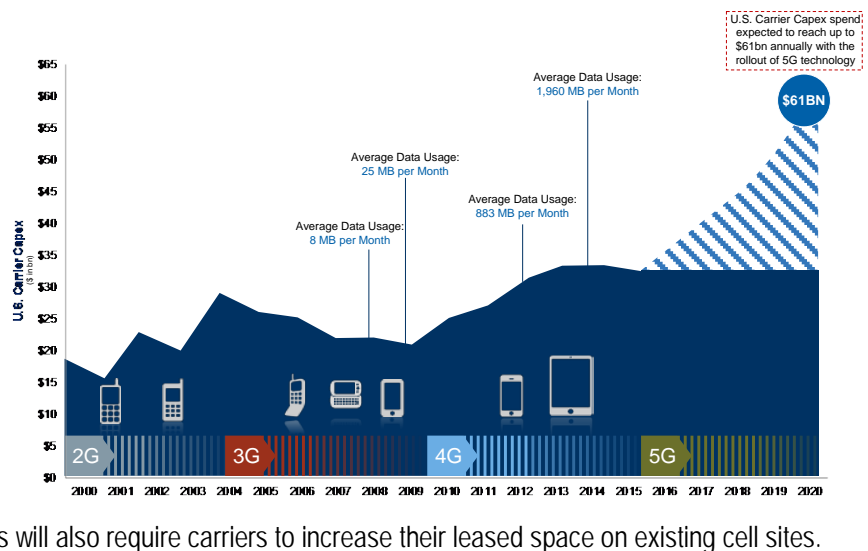 U.S. Carrier Capex spend
expected to reach up to
$61bn annually with the
rollout of 5G technology
$61BN
Average Data Usage:
1,960 MB per Month
Average Data Usage:
25 MB per Month
Average Data Usage:
883 MB per Month
Average Data Usage:
8 MB per Month
U.S. Carrier Capex
($ in bn)
$65
$60
$55
$50
$45
$40
$35
$30
$25
$20
$15
$10
$5
$0
2G
3G
4G
5G
2000 2001 2002 2003 2004 2005 2006 2007 2008 2009 2010 2011 2012 2013 2014 2015 2016 2017 2018 2019 2020
s will also require carriers to increase their leased space on existing cell sites.